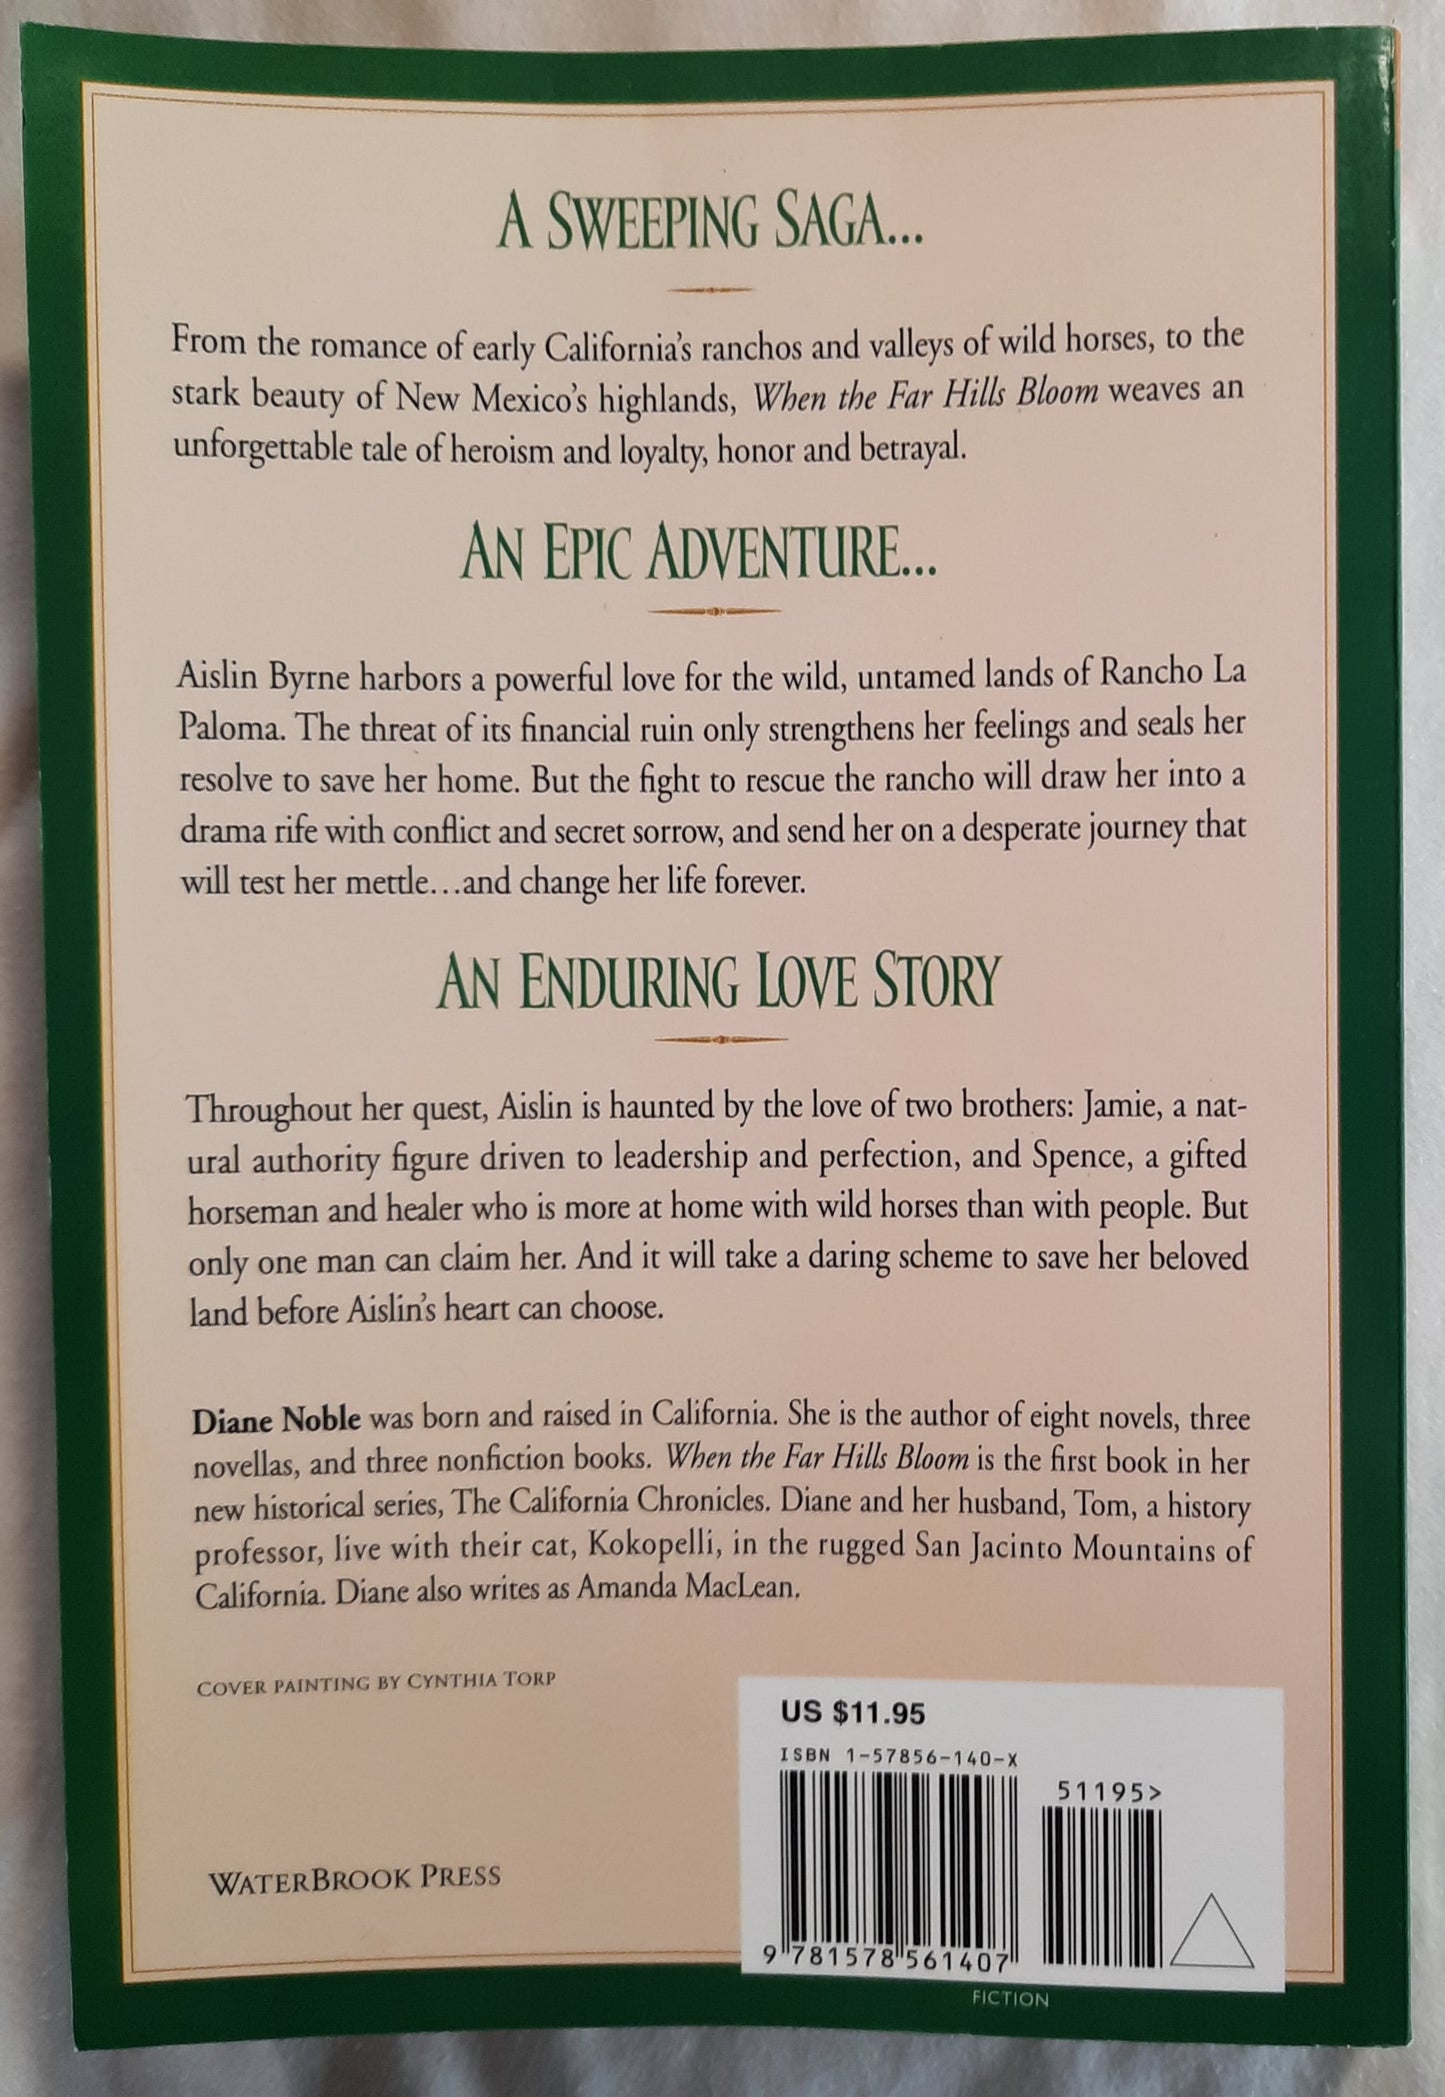 A SWEEPING SAGA...
From the romance of early California's ranchos and valleys of wild horses, to the
stark beauty of New Mexico's highlands, When the Far Hills Bloom weaves an
unforgettable tale of heroism and loyalty, honor and betrayal.
AN EPIC ADVENTURE...
Aislin Byrne harbors a powerful love for the wild, untamed lands of Rancho La
Paloma. The threat of its financial ruin only strengthens her feelings and seals her
resolve to save her home. But the fight to rescue the rancho will draw her into a
drama rife with conflict and secret sorrow, and send her on a desperate journey that
will test her mettle...and change her life forever.
AN ENDURING LOVE STORY
Throughout her quest, Aislin is haunted by the love of two brothers: Jamie, a nat-
ural authority figure driven to leadership and perfection, and Spence, a gifted
horseman and healer who is more at home with wild horses than with people. But
only one man can claim her. And it will take a daring scheme to save her beloved
land before Aislin's heart can choose.
Diane Noble was born and raised in California. She is the author of eight novels, three
novellas, and three nonfiction books. When the Far Hills Bloom is the first book in her
new historical series, The California Chronicles. Diane and her husband, Tom, a history
professor, live with their cat, Kokopelli, in the rugged San Jacinto Mountains of
California. Diane also writes as Amanda MacLean.
COVER PAINTING BY CYNTHIA TORP
US $11.95
ISBN 1-57856-140-X
51195>
WATERBROOK PRESS
9 781578 561407
FICTION